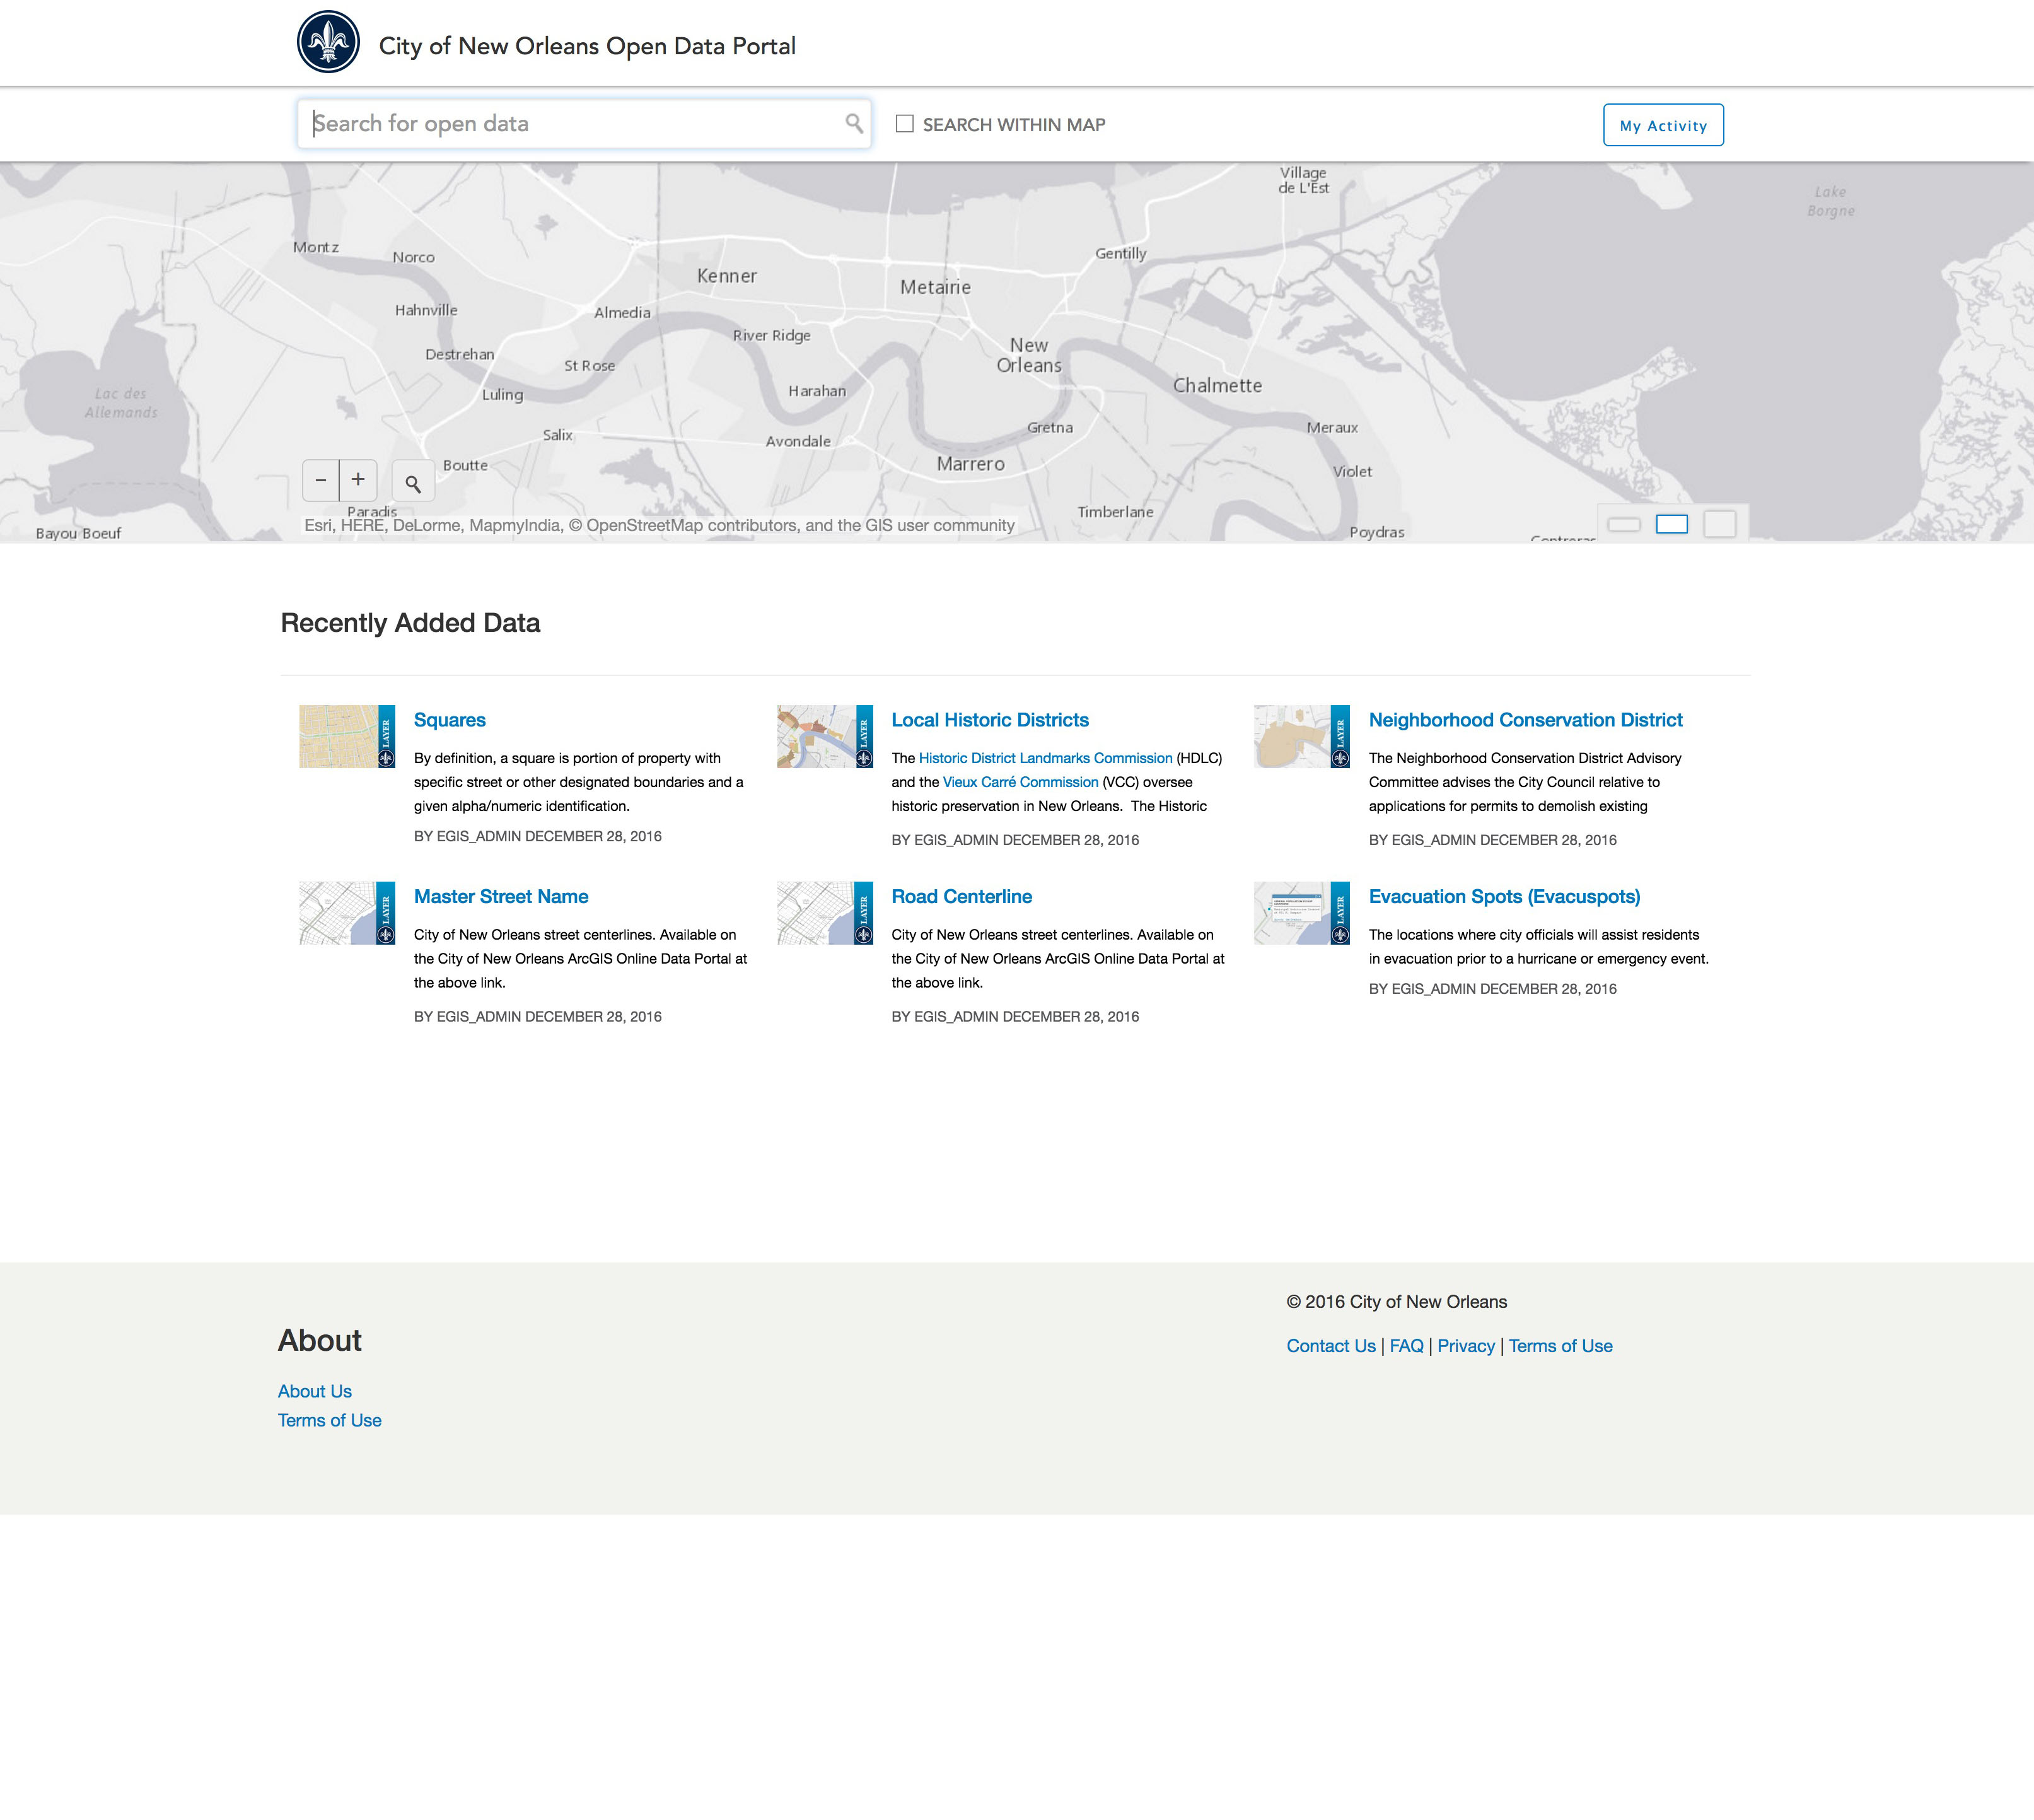 City of New Orleans Open Data Portal
Search for open data
SEARCH WITHIN MAP
My Activity
Village
de L'Est
Lake
Borgne
Montz
Norco
Gentilly
Kenner
Metairie
Hahnville
Almedia
River Ridge
New
Orleans
Destrehan
St Rose
Chalmette
Lac des
Allemands
Luling
Harahan
Salix
Avondale
Gretna
Meraux
Boutte
Marrero
Violet
Paradis
Timberlane
Esri, HERE, DeLorme, MapmyIndia, © OpenStreetMap contributors, and the GIS user community
Bayou Boeuf
Poydras
Recently Added Data
LAYER
Squares
By definition, a square is portion of property with
specific street or other designated boundaries and a
given alpha/numeric identification.
BY EGIS_ADMIN DECEMBER 28, 2016
LAYER
Local Historic Districts
The Historic District Landmarks Commission (HDLC)
and the Vieux Carré Commission (VCC) oversee
historic preservation in New Orleans.  The Historic
BY EGIS_ADMIN DECEMBER 28, 2016
LAYER
Neighborhood Conservation District
The Neighborhood Conservation District Advisory
Committee advises the City Council relative to
applications for permits to demolish existing
BY EGIS_ADMIN DECEMBER 28, 2016
LAYER
Master Street Name
City of New Orleans street centerlines. Available on
the City of New Orleans ArcGIS Online Data Portal at
the above link.
BY EGIS_ADMIN DECEMBER 28, 2016
LAYER
Road Centerline
City of New Orleans street centerlines. Available on
the City of New Orleans ArcGIS Online Data Portal at
the above link.
BY EGIS_ADMIN DECEMBER 28, 2016
LAYER
Evacuation Spots (Evacuspots)
The locations where city officials will assist residents
in evacuation prior to a hurricane or emergency event.
BY EGIS_ADMIN DECEMBER 28, 2016
© 2016 City of New Orleans
Contact Us | FAQ | Privacy | Terms of Use
About
About Us
Terms of Use